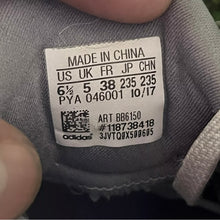 MADE IN CHINA
US UK FR JP CHN
6½ 5 38 235 235
PYA 046001 10/17
ART BB6150
#118738418
adidas 3JVTQ0X500605